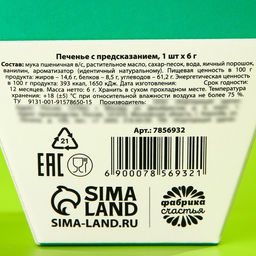 Печенье с предсказанием, 1 шт х 6 г
Состав: мука пшеничная в/с, растительное масло, сахар-песок, вода, яичный порошок,
ванилин, ароматизатор (идентичный натуральному). Пищевая ценность в 100 г
продукта: жиров - 14,6 г, белков - 8,5 г, углеводов - 61,2 г. Энергетическая ценность
в 100 г продукта: 393 ккал, 1650 кДж. Дата изготовления: Срок годности:
12 месяцев. Масса нетто: 6 г. Хранить в сухом прохладном месте. Температура
хранения: +18 (±5) °С при относительной влажности воздуха не более 75 %.
ТУ 9131-001-91578650-15 Изготовитель:
Артикул: 7856932
21
PAP
EAC
6 900078 569321
SIMA
LAND
SIMA-LAND.RU
фабрика
счастья